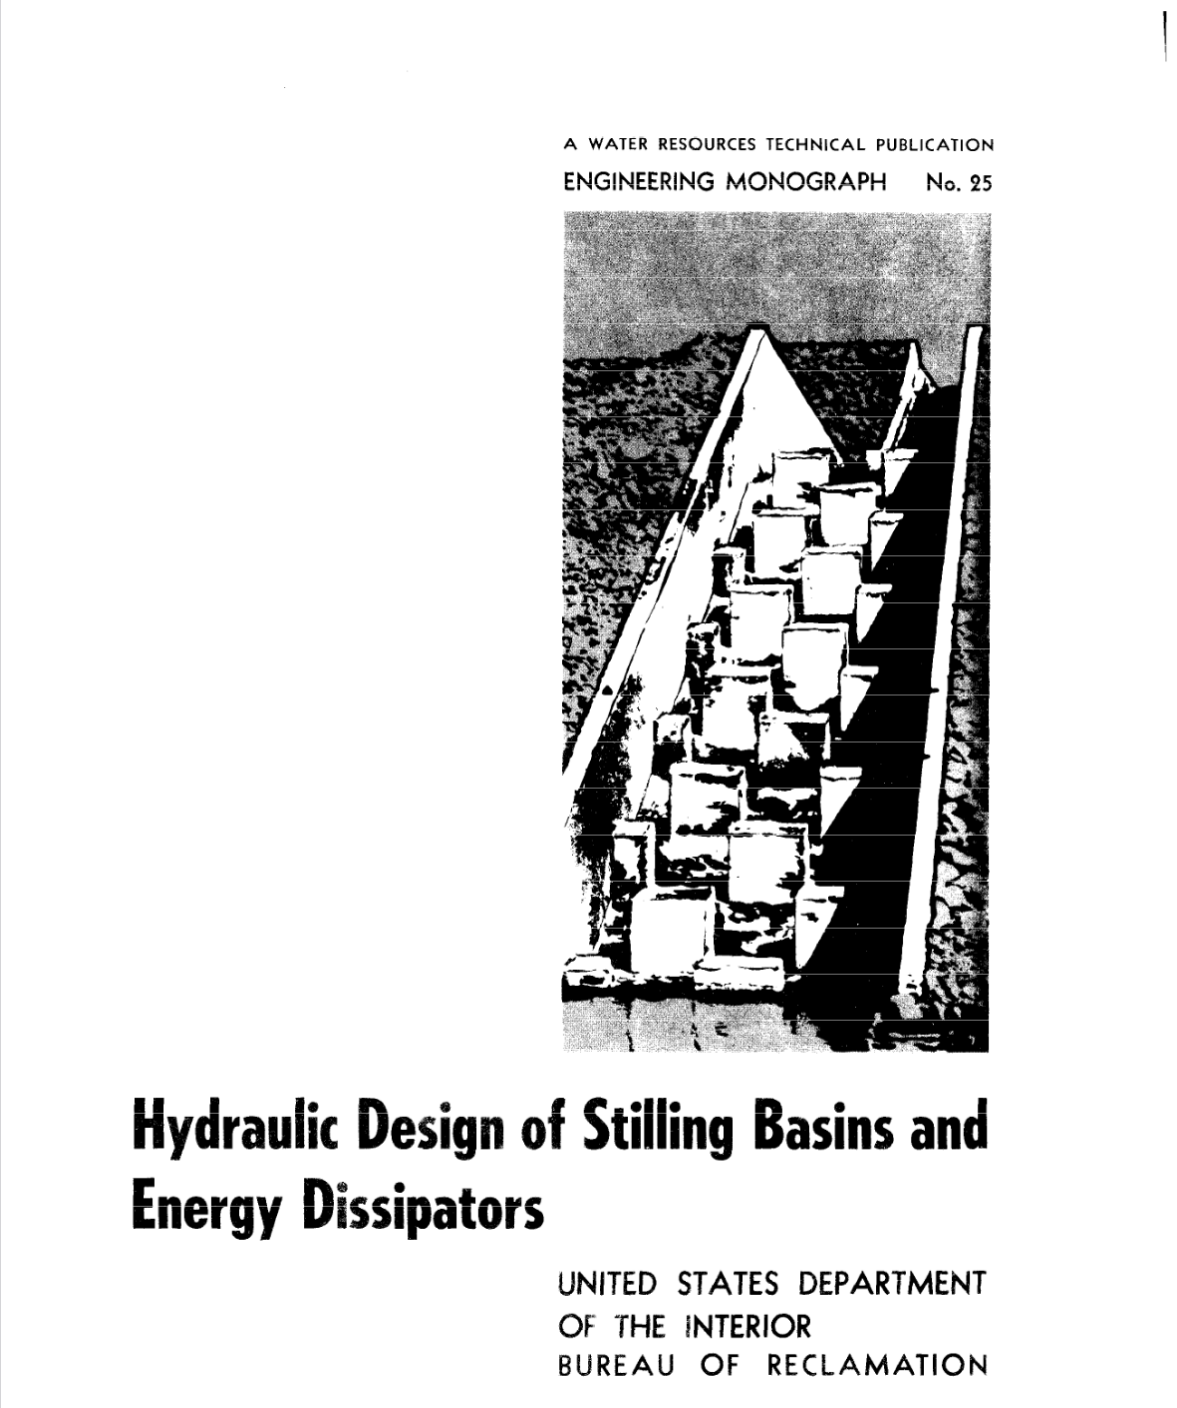 A WATER RESOURCES TECHNICAL PUBLICATION
ENGINEERING MONOGRAPH No. 25
Hydraulic Design of Stilling Basins and
Energy Dissipators
UNITED STATES DEPARTMENT
OF THE INTERIOR
BUREAU OF RECLAMATION